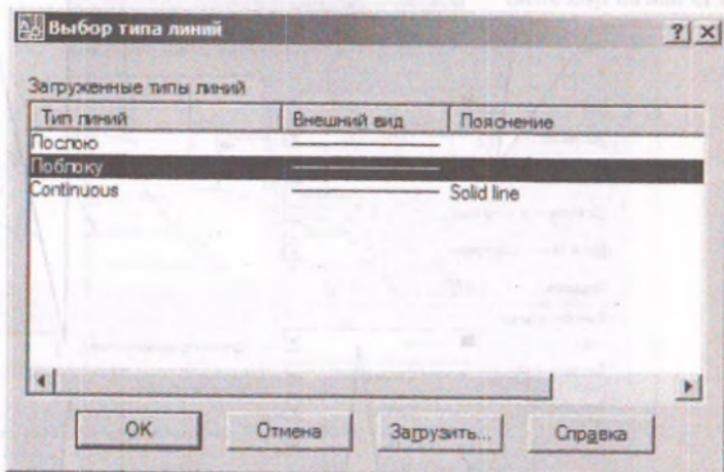 Выбор типа линий
Загруженные типы линий
Тип линий Внешний вид Пояснение
Послою
Поблоку
Continuous Solid line
OK Отмена Загрузить... Справка